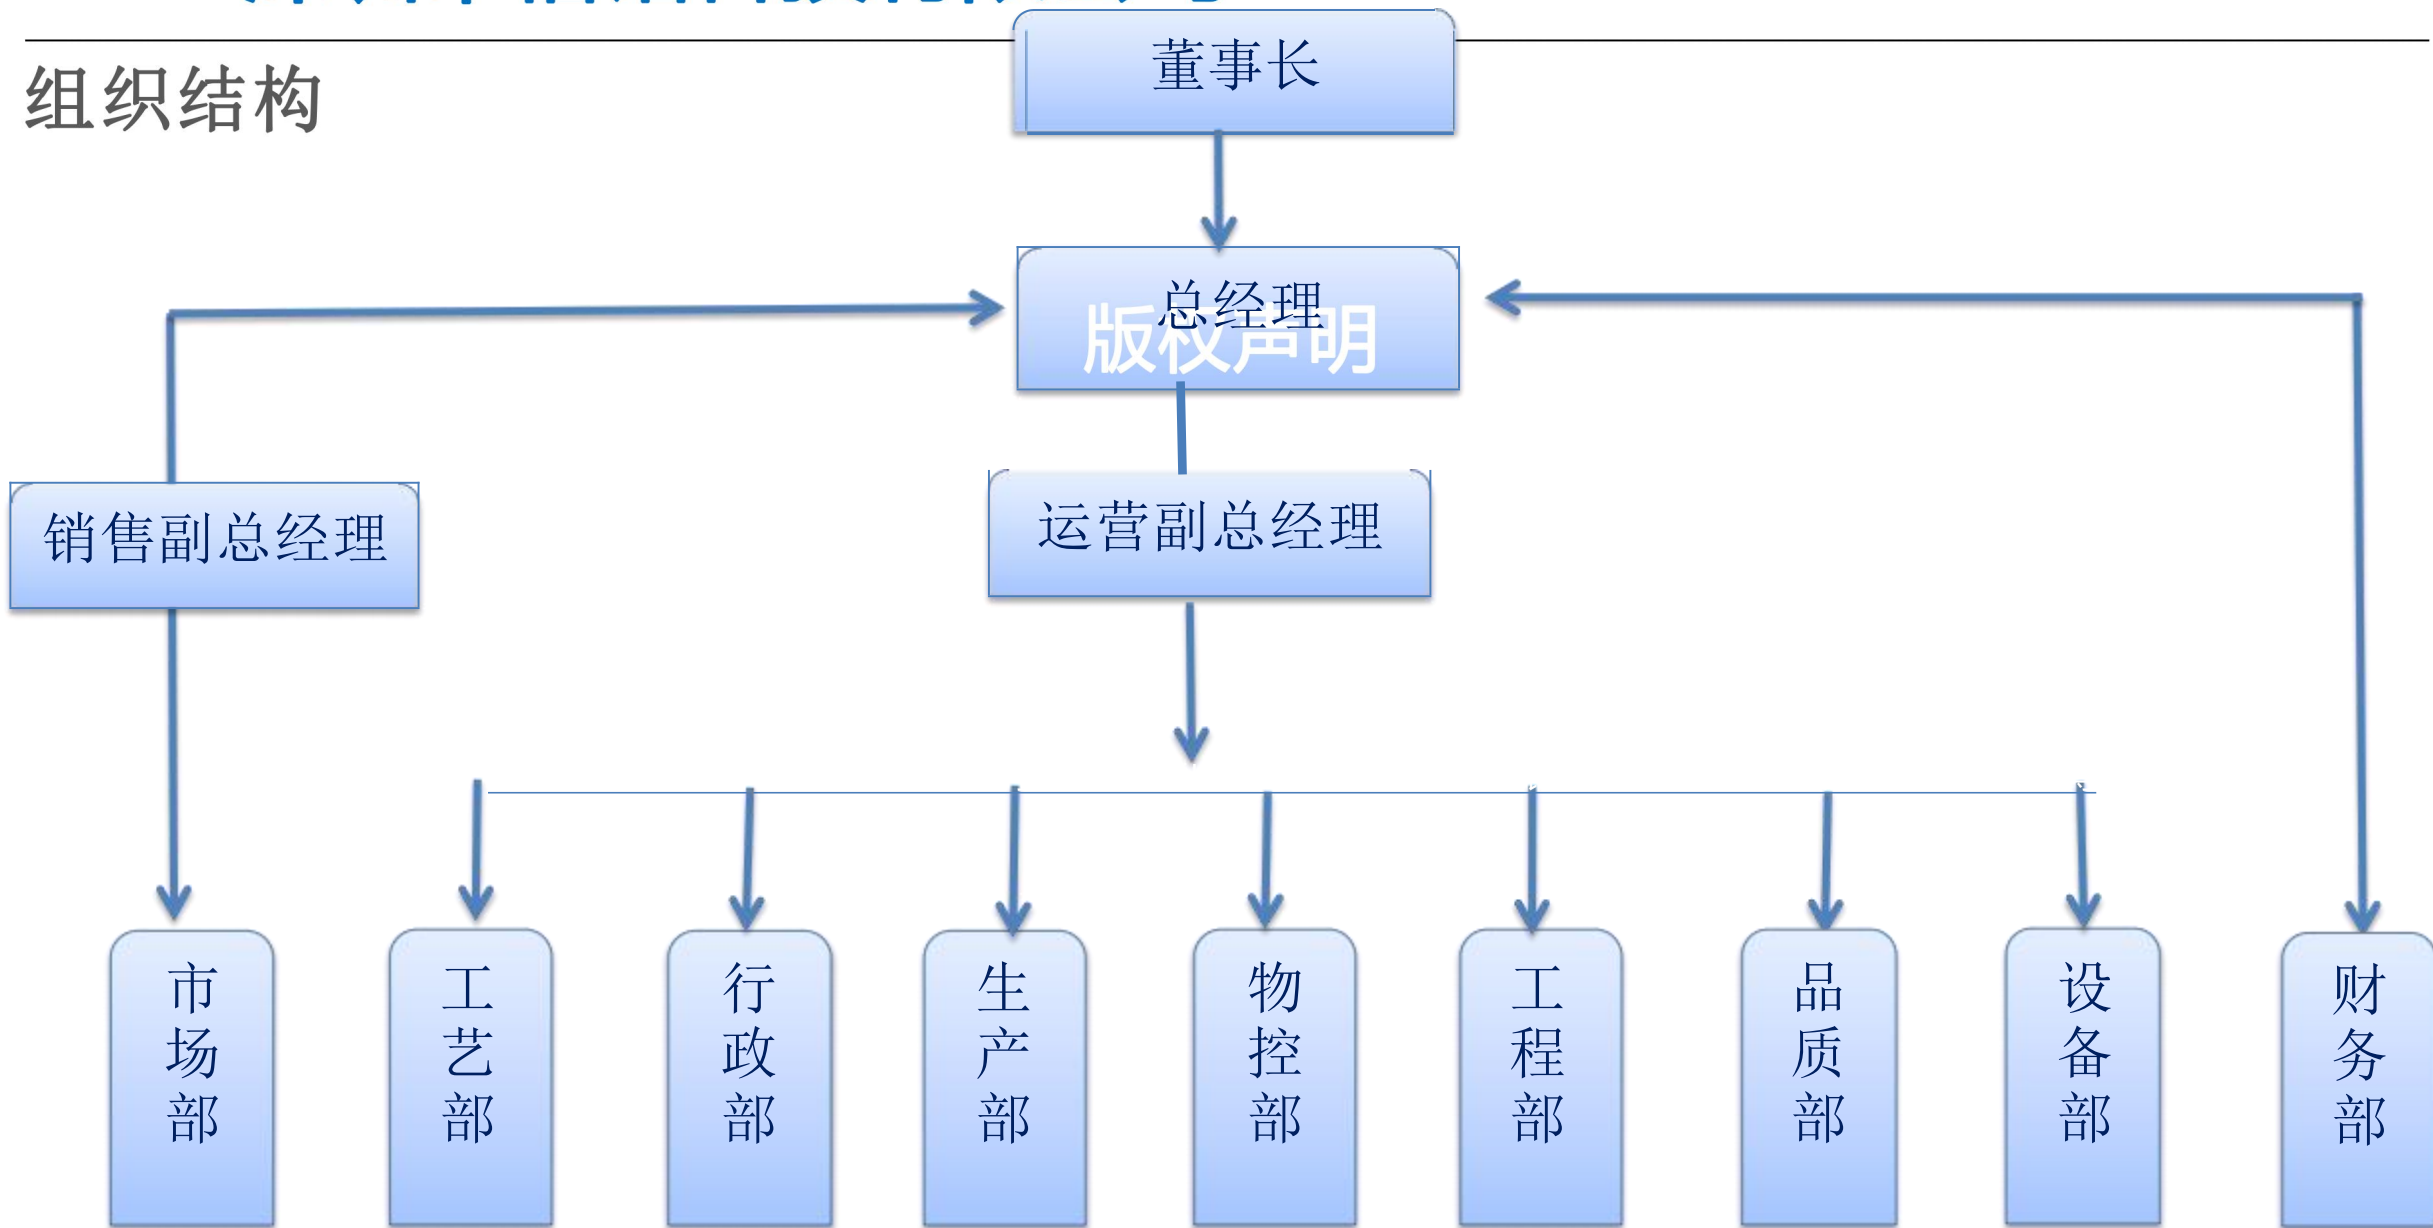 董事长
组织结构
总经理
版权声明
销售副总经理
运营副总经理
市场部
工艺部
行政部
生产部
物控部
工程部
品质部
设备部
财务部